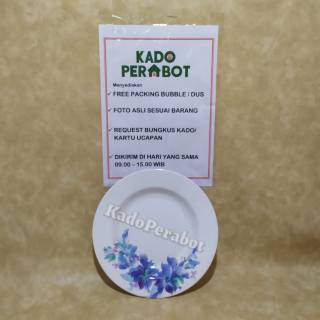 KADO
PERABOT
Menyediakan
✓ FREE PACKING BUBBLE / DUS
✓ FOTO ASLI SESUAI BARANG
✓ REQUEST BUNGKUS KADO/
KARTU UCAPAN
✓ DIKIRIM DI HARI YANG SAMA
09.00 - 15.00 WIB
KadoPerabot